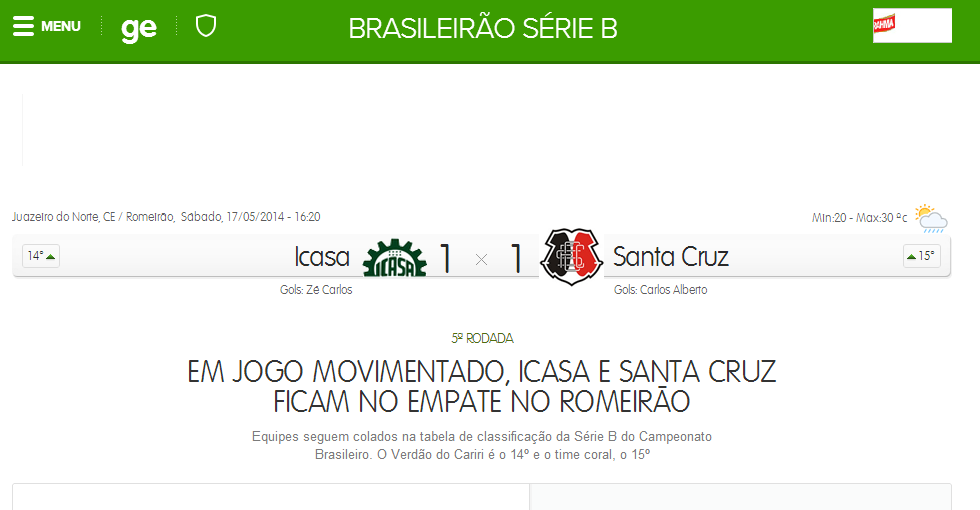 MENU ge BRASILEIRÃO SÉRIE B
Juazeiro do Norte, CE / Romeirão, Sábado, 17/05/2014 - 16:20 Min:20 - Max:30 ºc
14° Icasa ICASA 1 1 Santa Cruz 15°
Gols: Zé Carlos Gols: Carlos Alberto
5ª RODADA
EM JOGO MOVIMENTADO, ICASA E SANTA CRUZ
FICAM NO EMPATE NO ROMEIRÃO
Equipes seguem colados na tabela de classificação da Série B do Campeonato
Brasileiro. O Verdão do Cariri é o 14º e o time coral, o 15º